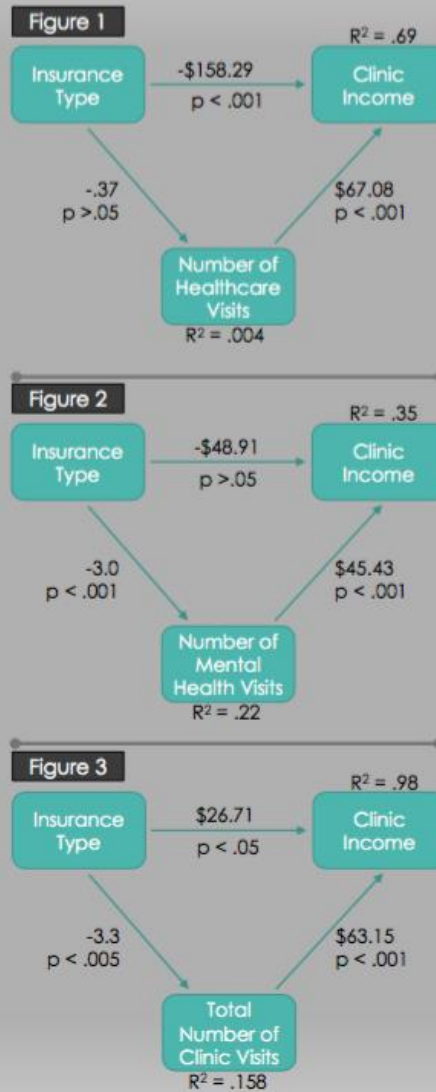 Figure 1
R² = .69
Insurance
Type
-$158.29
p < .001
Clinic
Income
-.37
p >.05
$67.08
p < .001
Number of
Healthcare
Visits
R² = .004
Figure 2
R² = .35
Insurance
Type
-$48.91
p >.05
Clinic
Income
-3.0
p < .001
$45.43
p < .001
Number of
Mental
Health Visits
R² = .22
Figure 3
R² = .98
Insurance
Type
$26.71
p < .05
Clinic
Income
-3.3
p < .005
$63.15
p < .001
Total
Number of
Clinic Visits
R² = .158